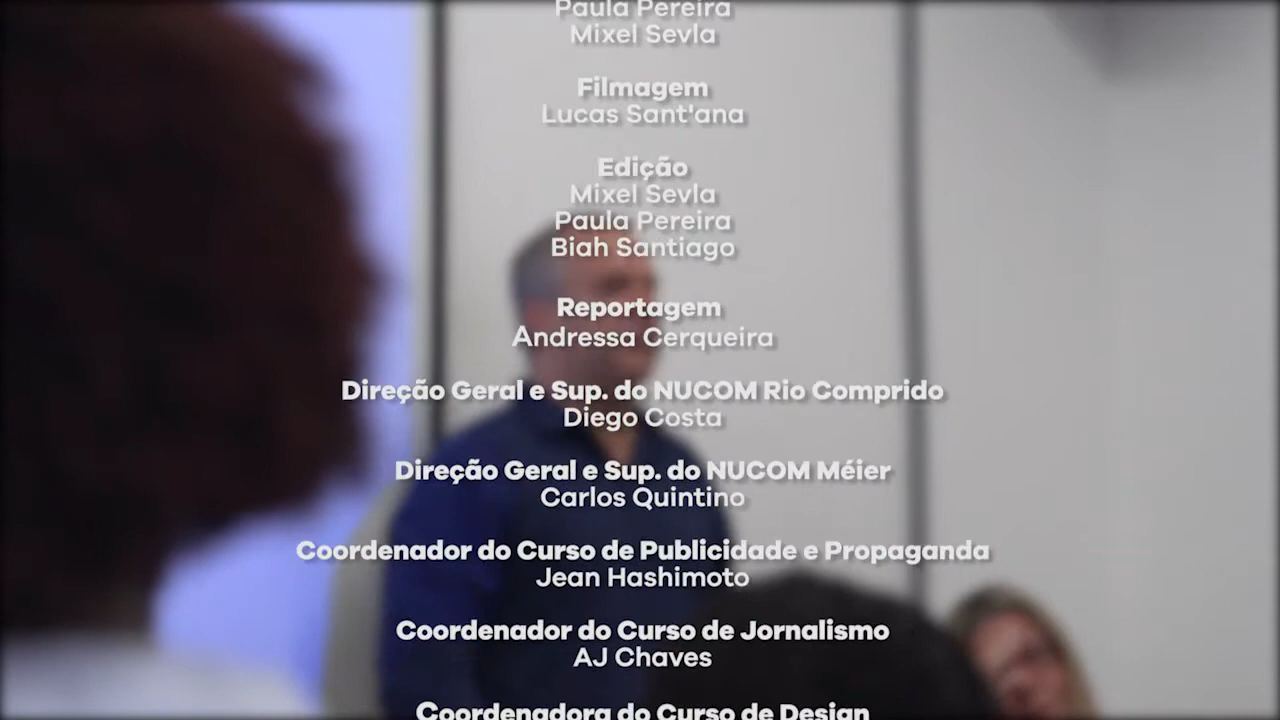 Paula Pereira
Mixel Sevla
Filmagem
Lucas Sant'ana
Edição
Mixel Sevla
Paula Pereira
Biah Santiago
Reportagem
Andressa Cerqueira
Direção Geral e Sup. do NUCOM Rio Comprido
Diego Costa
Direção Geral e Sup. do NUCOM Méier
Carlos Quintino
Coordenador do Curso de Publicidade e Propaganda
Jean Hashimoto
Coordenador do Curso de Jornalismo
AJ Chaves
Coordenadora do Curso de Design